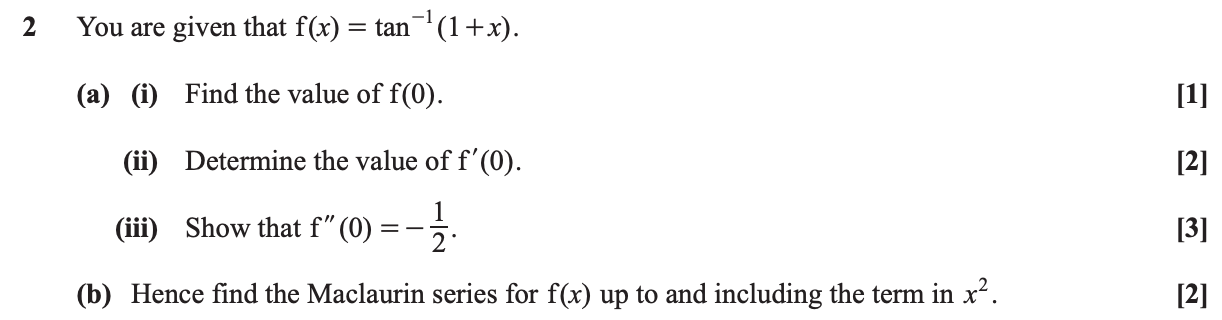 2 You are given that f(x) = tan⁻¹(1+x).
(a) (i) Find the value of f(0). [1]
(ii) Determine the value of f′(0). [2]
(iii) Show that f″(0) = −1/2. [3]
(b) Hence find the Maclaurin series for f(x) up to and including the term in x². [2]